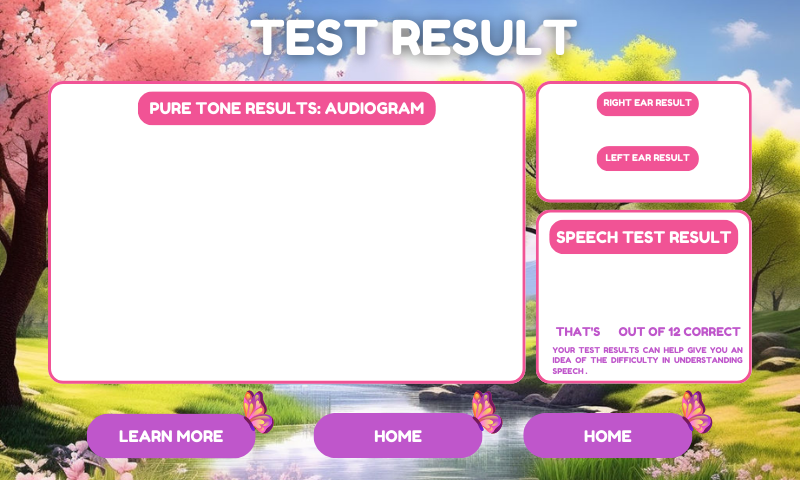 TEST RESULT
PURE TONE RESULTS: AUDIOGRAM
RIGHT EAR RESULT
LEFT EAR RESULT
SPEECH TEST RESULT
THAT'S OUT OF 12 CORRECT
YOUR TEST RESULTS CAN HELP GIVE YOU AN
IDEA OF THE DIFFICULTY IN UNDERSTANDING
SPEECH.
LEARN MORE
HOME
HOME